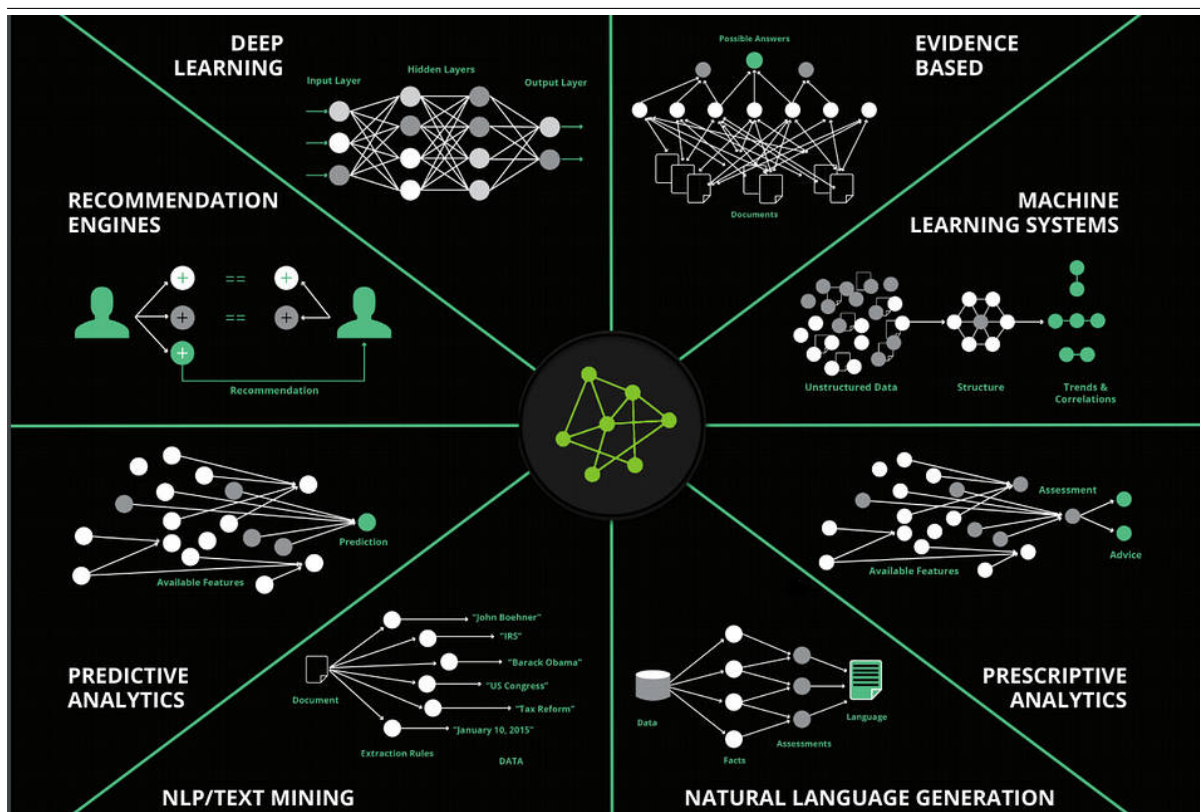 DEEP
LEARNING
Input Layer
Hidden Layers
Output Layer
EVIDENCE
BASED
Possible Answers
Documents
RECOMMENDATION
ENGINES
==
==
Recommendation
MACHINE
LEARNING SYSTEMS
Unstructured Data
Structure
Trends &
Correlations
Prediction
Available Features
PREDICTIVE
ANALYTICS
Assessment
Advice
Available Features
PRESCRIPTIVE
ANALYTICS
Document
"John Boehner"
"IRS"
"Barack Obama"
"US Congress"
"Tax Reform"
"January 10, 2015"
Extraction Rules
DATA
NLP/TEXT MINING
Data
Facts
Assessments
Language
NATURAL LANGUAGE GENERATION